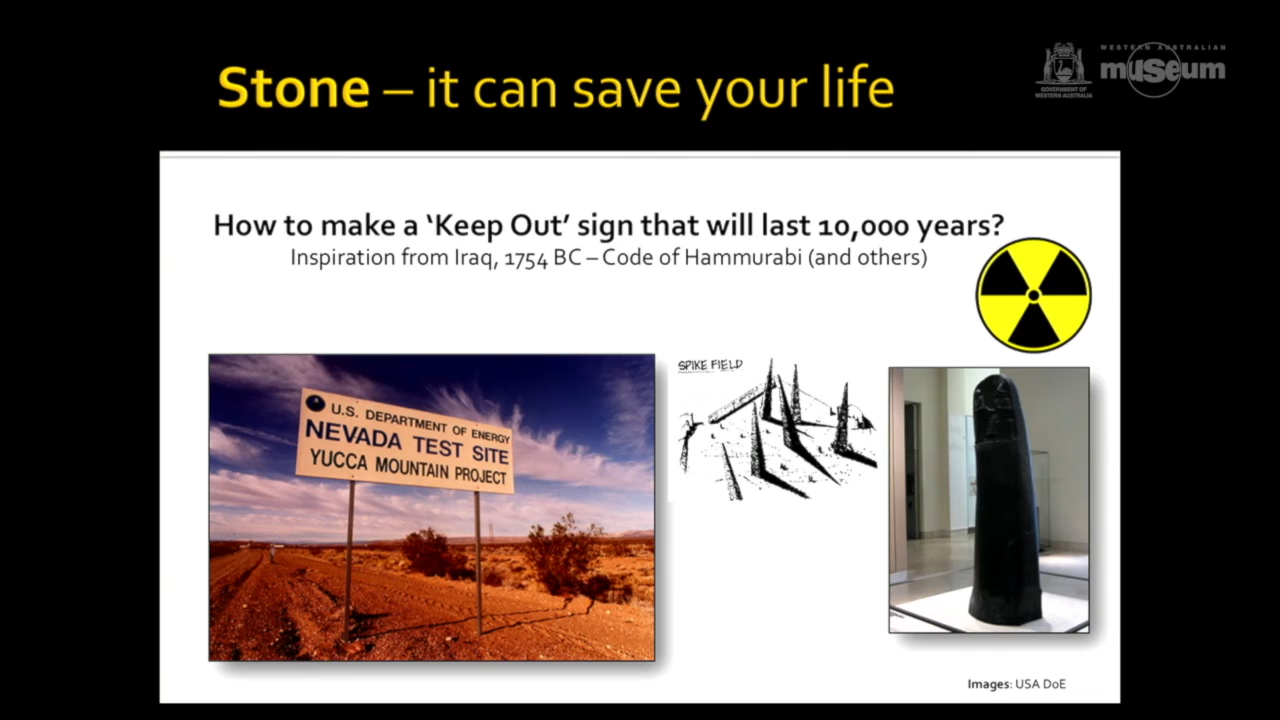 Stone – it can save your life
GOVERNMENT OF
WESTERN AUSTRALIA
WESTERN AUSTRALIAN
museum
How to make a ‘Keep Out’ sign that will last 10,000 years?
Inspiration from Iraq, 1754 BC – Code of Hammurabi (and others)
U.S. DEPARTMENT OF ENERGY
NEVADA TEST SITE
YUCCA MOUNTAIN PROJECT
SPIKE FIELD
Images: USA DoE